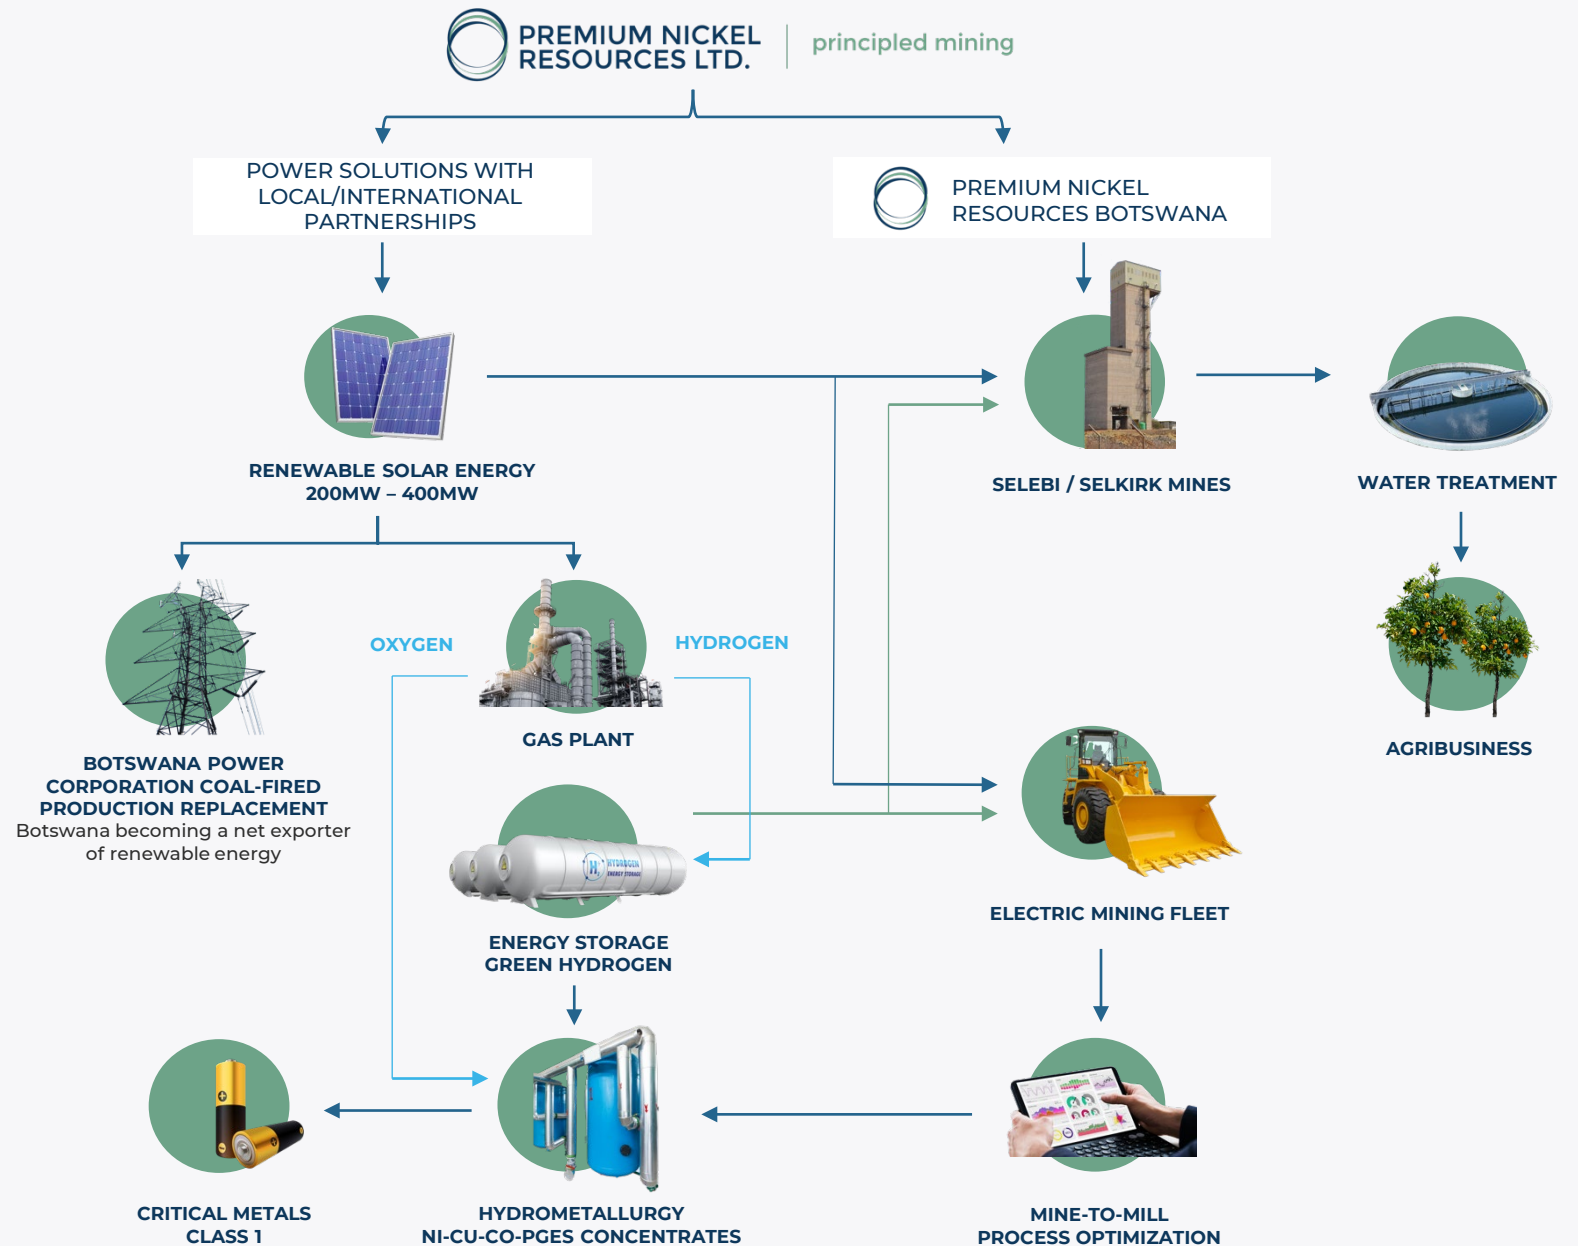 PREMIUM NICKEL
RESOURCES LTD.
principled mining
POWER SOLUTIONS WITH
LOCAL/INTERNATIONAL
PARTNERSHIPS
PREMIUM NICKEL
RESOURCES BOTSWANA
RENEWABLE SOLAR ENERGY
200MW – 400MW
SELEBI / SELKIRK MINES
WATER TREATMENT
OXYGEN
HYDROGEN
GAS PLANT
BOTSWANA POWER
CORPORATION COAL-FIRED
PRODUCTION REPLACEMENT
Botswana becoming a net exporter
of renewable energy
AGRIBUSINESS
H
HYDROGEN
ENERGY STORAGE
ENERGY STORAGE
GREEN HYDROGEN
ELECTRIC MINING FLEET
CRITICAL METALS
CLASS 1
HYDROMETALLURGY
NI-CU-CO-PGES CONCENTRATES
MINE-TO-MILL
PROCESS OPTIMIZATION